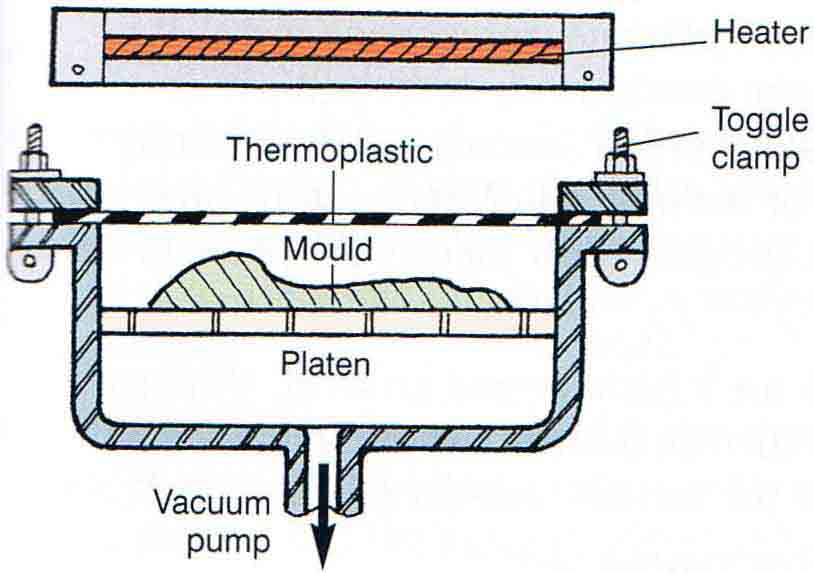 Heater
Toggle
clamp
Thermoplastic
Mould
Platen
Vacuum
pump